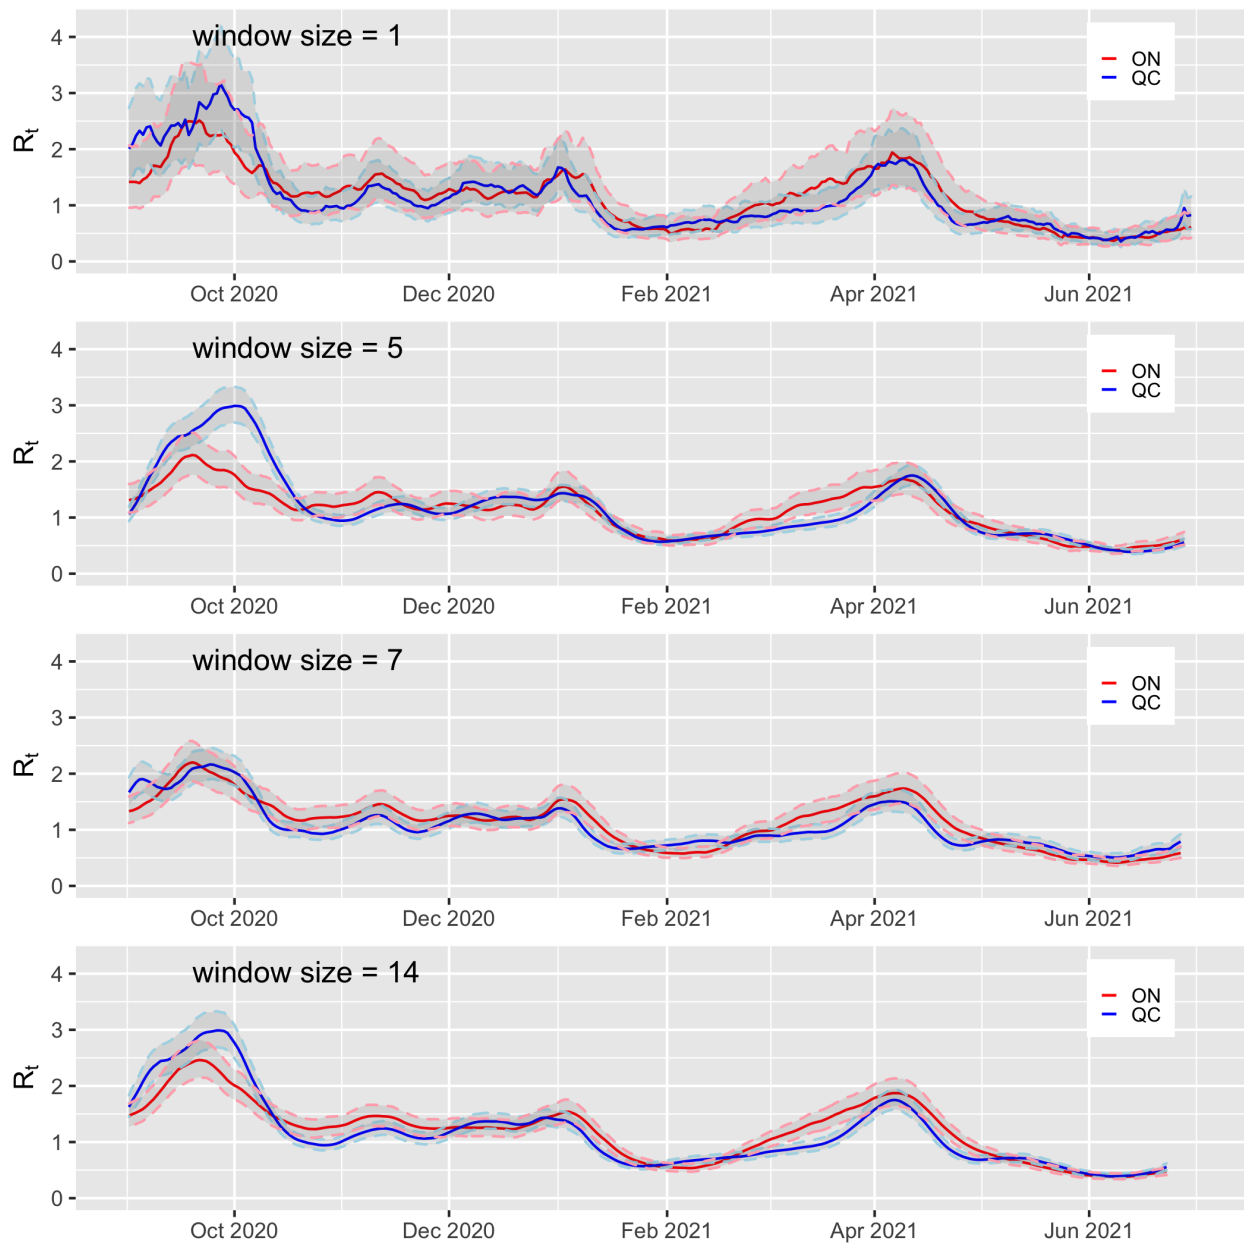 window size = 1
4
3
2
1
0
Rt
ON
QC
Oct 2020 Dec 2020 Feb 2021 Apr 2021 Jun 2021
window size = 5
4
3
2
1
0
Rt
ON
QC
Oct 2020 Dec 2020 Feb 2021 Apr 2021 Jun 2021
window size = 7
4
3
2
1
0
Rt
ON
QC
Oct 2020 Dec 2020 Feb 2021 Apr 2021 Jun 2021
window size = 14
4
3
2
1
0
Rt
ON
QC
Oct 2020 Dec 2020 Feb 2021 Apr 2021 Jun 2021